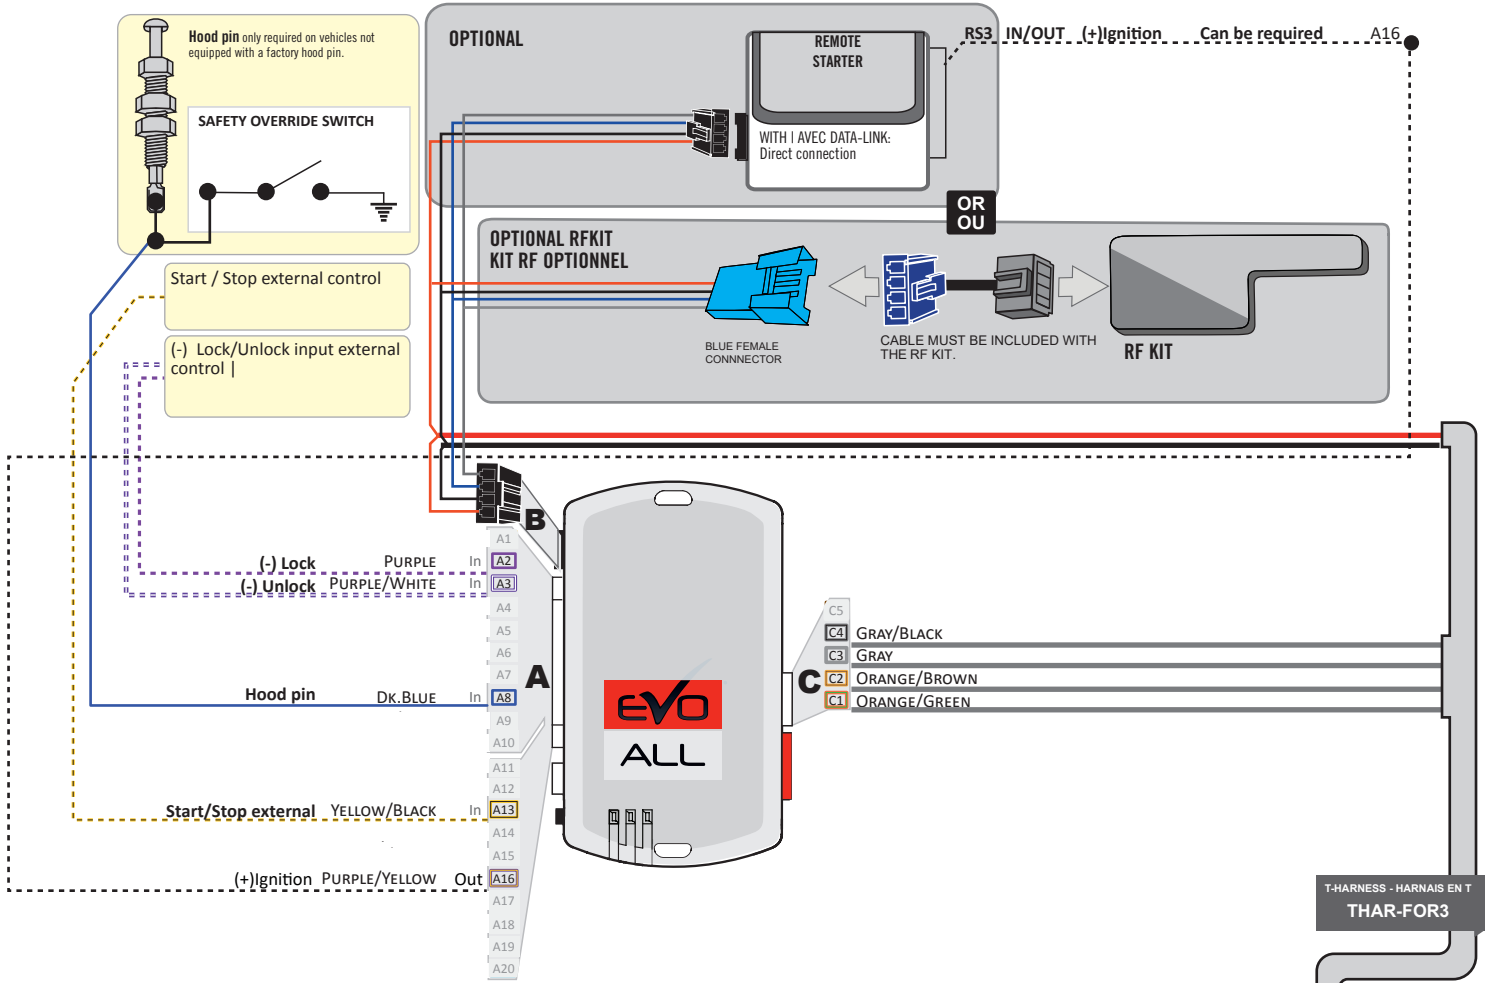 Hood pin only required on vehicles not
equipped with a factory hood pin.
SAFETY OVERRIDE SWITCH
Start / Stop external control
(-) Lock/Unlock input external
control |
OPTIONAL
REMOTE
STARTER
WITH | AVEC DATA-LINK:
Direct connection
RS3 IN/OUT (+)Ignition Can be required A16
OR
OU
OPTIONAL RFKIT
KIT RF OPTIONNEL
BLUE FEMALE
CONNNECTOR
CABLE MUST BE INCLUDED WITH
THE RF KIT.
RF KIT
B
A1
(-) Lock PURPLE In A2
(-) Unlock PURPLE/WHITE In A3
A4
A5
A6
A7
A
Hood pin DK.BLUE In A8
A9
A10
A11
A12
Start/Stop external YELLOW/BLACK In A13
A14
A15
(+)Ignition PURPLE/YELLOW Out A16
A17
A18
A19
A20
EVO
ALL
C
C5
C4 GRAY/BLACK
C3 GRAY
C2 ORANGE/BROWN
C1 ORANGE/GREEN
T-HARNESS - HARNAIS EN T
THAR-FOR3